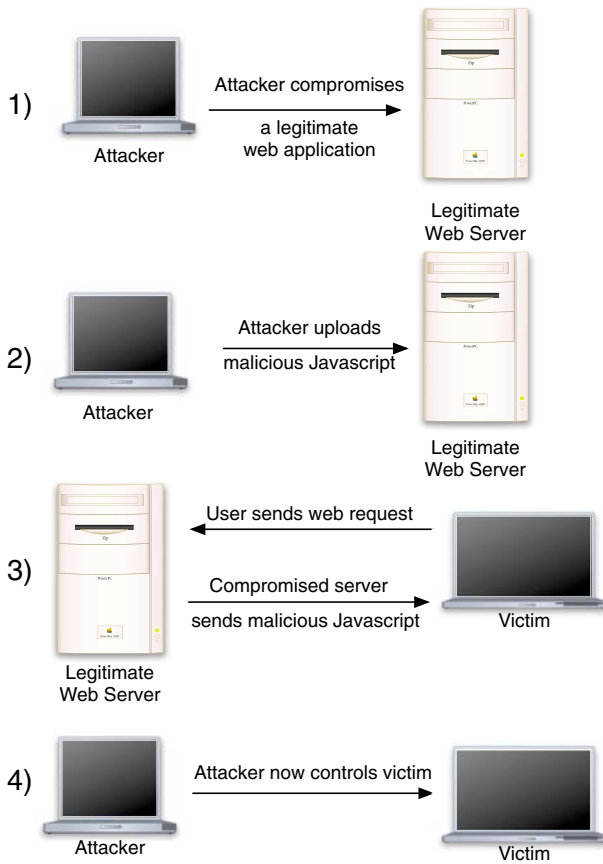 1)
Attacker compromises
a legitimate
web application
Attacker
Legitimate
Web Server
2)
Attacker uploads
malicious Javascript
Attacker
Legitimate
Web Server
3)
User sends web request
Compromised server
sends malicious Javascript
Victim
Legitimate
Web Server
4)
Attacker now controls victim
Attacker
Victim